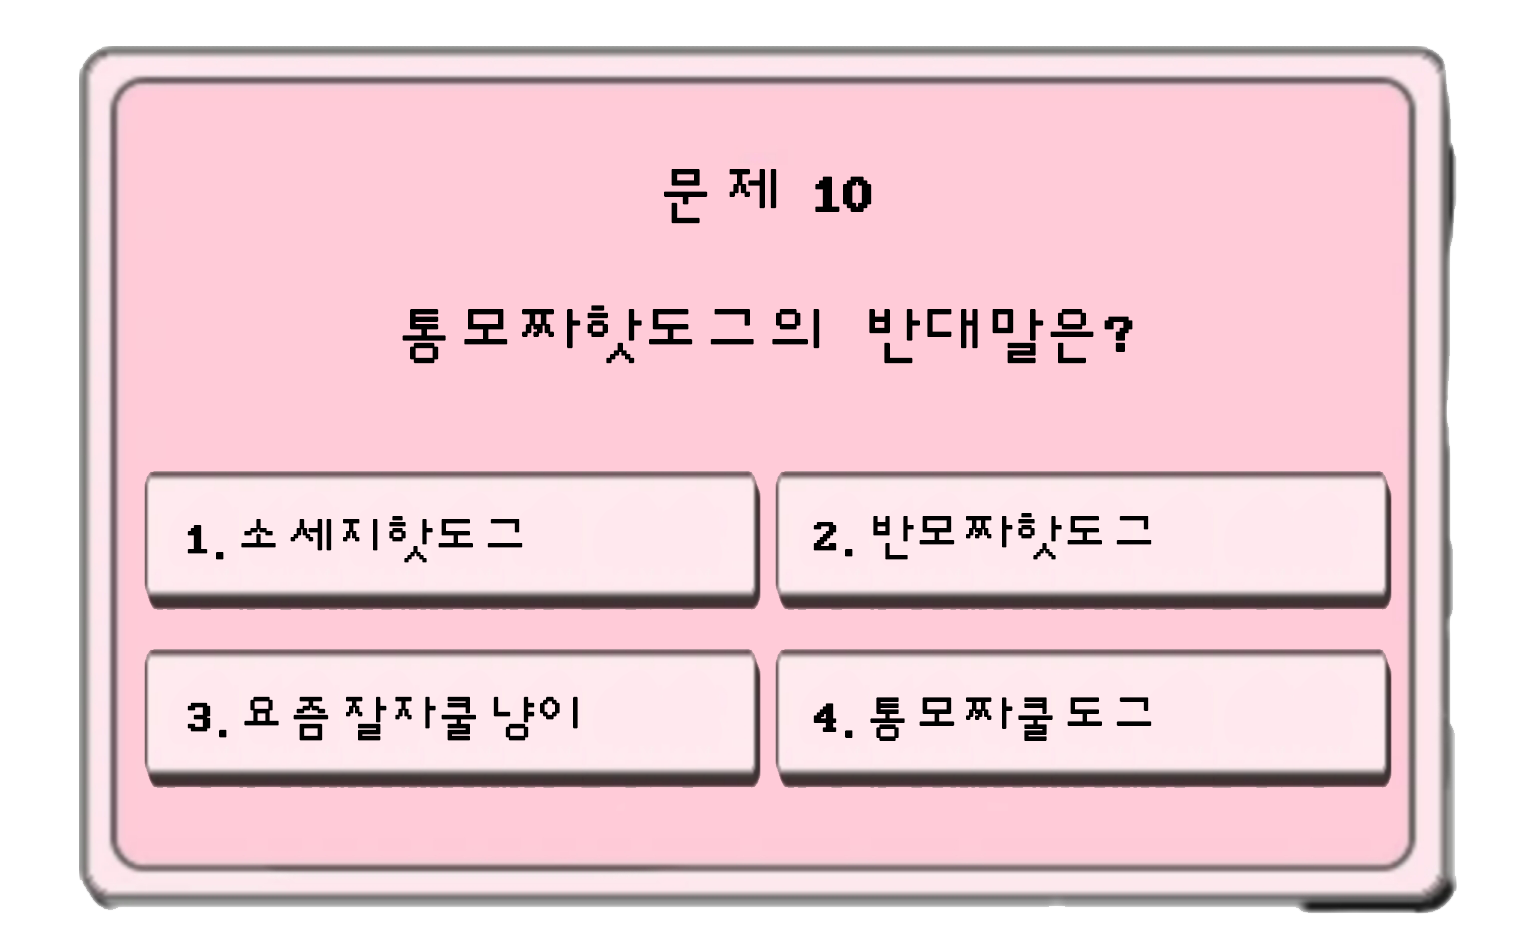 문제 10
통모짜핫도그의 반대말은?
1. 소세지핫도그
2. 반모짜핫도그
3. 요즘잘자쿨냥이
4. 통모짜쿨도그